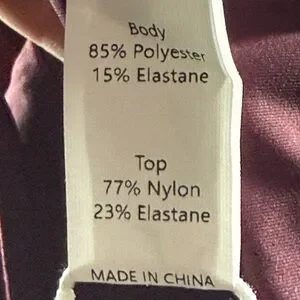 Body
85% Polyester
15% Elastane
Top
77% Nylon
23% Elastane
MADE IN CHINA